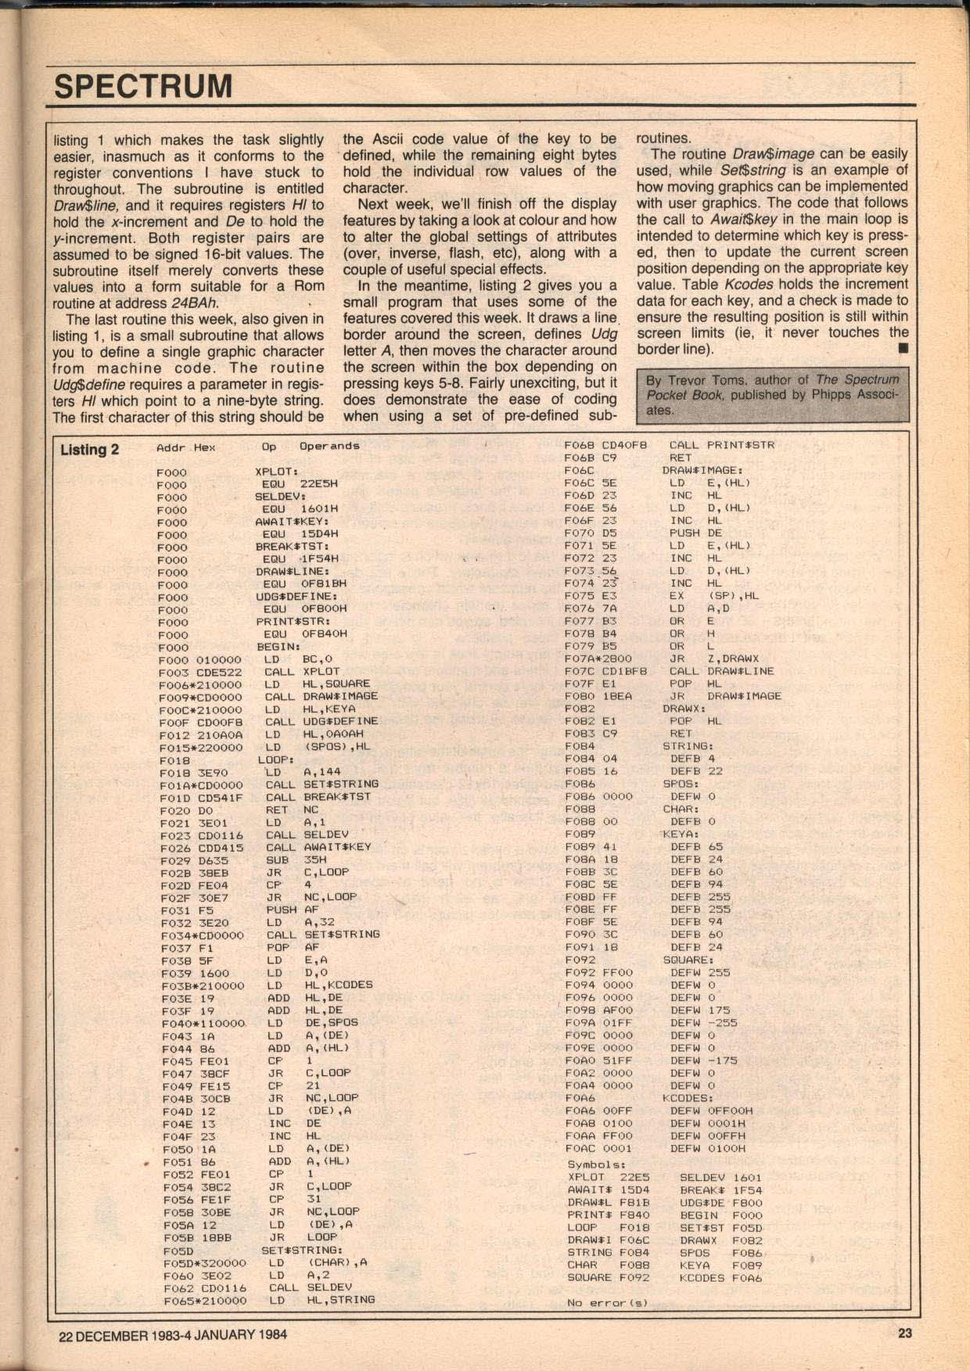 SPECTRUM
listing 1 which makes the task slightly
easier, inasmuch as it conforms to the
register conventions I have stuck to
throughout. The subroutine is entitled
Draw$line, and it requires registers Hl to
hold the x-increment and De to hold the
y-increment. Both register pairs are
assumed to be signed 16-bit values. The
subroutine itself merely converts these
values into a form suitable for a Rom
routine at address 24BAh.
The last routine this week, also given in
listing 1, is a small subroutine that allows
you to define a single graphic character
from machine code. The routine
Udg$define requires a parameter in regis-
ters Hl which point to a nine-byte string.
The first character of this string should be
the Ascii code value of the key to be
defined, while the remaining eight bytes
hold the individual row values of the
character.
Next week, we'll finish off the display
features by taking a look at colour and how
to alter the global settings of attributes
(over, inverse, flash, etc), along with a
couple of useful special effects.
In the meantime, listing 2 gives you a
small program that uses some of the
features covered this week. It draws a line
border around the screen, defines Udg
letter A, then moves the character around
the screen within the box depending on
pressing keys 5-8. Fairly unexciting, but it
does demonstrate the ease of coding
when using a set of pre-defined sub-
routines.
The routine Draw$image can be easily
used, while Set$string is an example of
how moving graphics can be implemented
with user graphics. The code that follows
the call to Await$key in the main loop is
intended to determine which key is press-
ed, then to update the current screen
position depending on the appropriate key
value. Table Kcodes holds the increment
data for each key, and a check is made to
ensure the resulting position is still within
screen limits (ie, it never touches the
border line). ■
By Trevor Toms, author of The Spectrum
Pocket Book, published by Phipps Associ-
ates.
Listing 2
Addr Hex Op Operands
F000 XPLOT:
F000 EQU 22E5H
F000 SELDEV:
F000 EQU 1601H
F000 AWAIT$KEY:
F000 EQU 15D4H
F000 BREAK$TST:
F000 EQU 1F54H
F000 DRAW$LINE:
F000 EQU 0F81BH
F000 UDG$DEFINE:
F000 EQU 0F800H
F000 PRINT$STR:
F000 EQU 0F840H
F000 BEGIN:
F000 010000 LD BC,0
F003 CDE522 CALL XPLOT
F006*210000 LD HL,SQUARE
F009*CD0000 CALL DRAW$IMAGE
F00C*210000 LD HL,KEYA
F00F CD00F8 CALL UDG$DEFINE
F012 210A0A LD HL,0A0AH
F015*220000 LD (SPOS),HL
F018 LOOP:
F018 3E90 LD A,144
F01A*CD0000 CALL SET$STRING
F01D CD541F CALL BREAK$TST
F020 D0 RET NC
F021 3E01 LD A,1
F023 CD0116 CALL SELDEV
F026 CDD415 CALL AWAIT$KEY
F029 D635 SUB 35H
F02B 38EB JR C,LOOP
F02D FE04 CP 4
F02F 30E7 JR NC,LOOP
F031 F5 PUSH AF
F032 3E20 LD A,32
F034*CD0000 CALL SET$STRING
F037 F1 POP AF
F038 5F LD E,A
F039 1600 LD D,0
F03B*210000 LD HL,KCODES
F03E 19 ADD HL,DE
F03F 19 ADD HL,DE
F040*110000 LD DE,SPOS
F043 1A LD A,(DE)
F044 86 ADD A,(HL)
F045 FE01 CP 1
F047 38CF JR C,LOOP
F049 FE15 CP 21
F04B 30CB JR NC,LOOP
F04D 12 LD (DE),A
F04E 13 INC DE
F04F 23 INC HL
F050 1A LD A,(DE)
F051 86 ADD A,(HL)
F052 FE01 CP 1
F054 38C2 JR C,LOOP
F056 FE1F CP 31
F058 30BE JR NC,LOOP
F05A 12 LD (DE),A
F05B 18BB JR LOOP
F05D SET$STRING:
F05D*320000 LD (CHAR),A
F060 3E02 LD A,2
F062 CD0116 CALL SELDEV
F065*210000 LD HL,STRING
F068 CD40F8 CALL PRINT$STR
F06B C9 RET
F06C DRAW$IMAGE:
F06C 5E LD E,(HL)
F06D 23 INC HL
F06E 56 LD D,(HL)
F06F 23 INC HL
F070 D5 PUSH DE
F071 5E LD E,(HL)
F072 23 INC HL
F073 56 LD D,(HL)
F074 23 INC HL
F075 E3 EX (SP),HL
F076 7A LD A,D
F077 B3 OR E
F078 B4 OR H
F079 B5 OR L
F07A*2800 JR Z,DRAWX
F07C CD1BF8 CALL DRAW$LINE
F07F E1 POP HL
F080 18EA JR DRAW$IMAGE
F082 DRAWX:
F082 E1 POP HL
F083 C9 RET
F084 STRING:
F084 04 DEFB 4
F085 16 DEFB 22
F086 SPOS:
F086 0000 DEFW 0
F088 CHAR:
F088 00 DEFB 0
F089 KEYA:
F089 41 DEFB 65
F08A 18 DEFB 24
F08B 3C DEFB 60
F08C 5E DEFB 94
F08D FF DEFB 255
F08E FF DEFB 255
F08F 5E DEFB 94
F090 3C DEFB 60
F091 18 DEFB 24
F092 SQUARE:
F092 FF00 DEFW 255
F094 0000 DEFW 0
F096 0000 DEFW 0
F098 AF00 DEFW 175
F09A 01FF DEFW -255
F09C 0000 DEFW 0
F09E 0000 DEFW 0
F0A0 51FF DEFW -175
F0A2 0000 DEFW 0
F0A4 0000 DEFW 0
F0A6 KCODES:
F0A6 00FF DEFW 0FF00H
F0A8 0100 DEFW 0001H
F0AA FF00 DEFW 00FFH
F0AC 0001 DEFW 0100H
Symbols:
XPLOT 22E5 SELDEV 1601
AWAIT$ 15D4 BREAK$ 1F54
DRAW$L F81B UDG$DE F800
PRINT$ F840 BEGIN F000
LOOP F018 SET$ST F05D
DRAW$I F06C DRAWX F082
STRING F084 SPOS F086
CHAR F088 KEYA F089
SQUARE F092 KCODES F0A6
No error(s)
22 DECEMBER 1983-4 JANUARY 1984
23